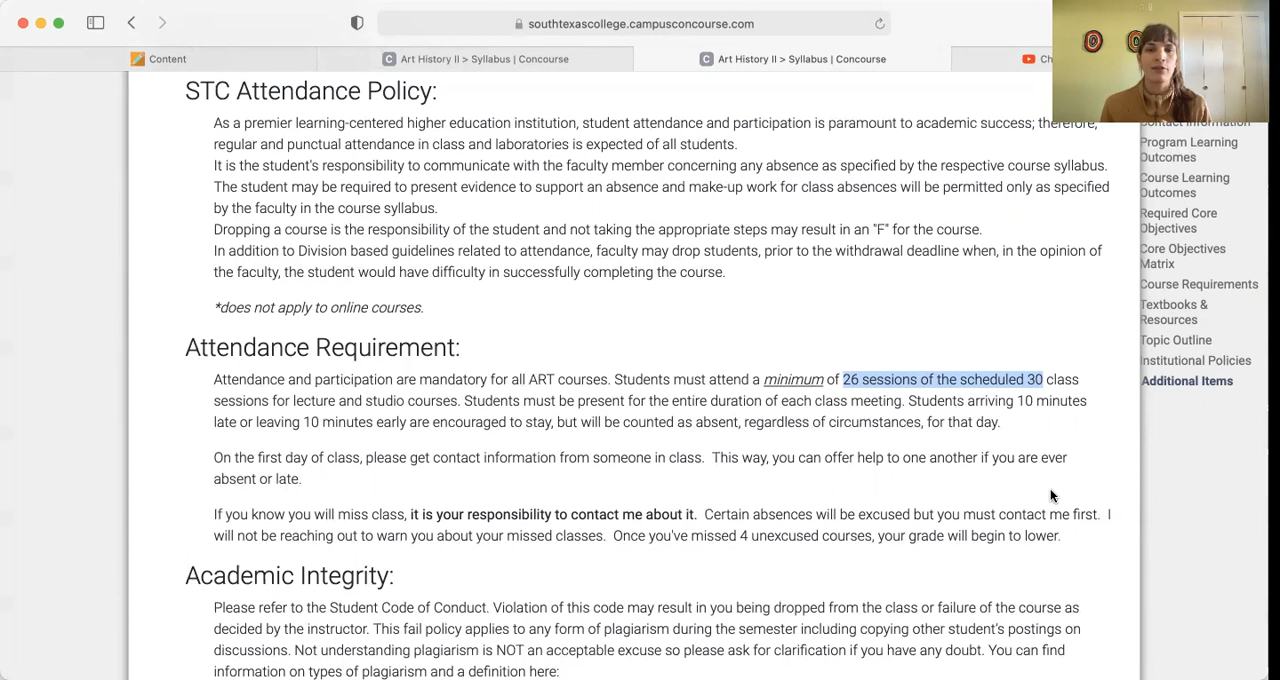 southtexascollege.campusconcourse.com
Content
Art History II > Syllabus | Concourse
Art History II > Syllabus | Concourse
STC Attendance Policy:
As a premier learning-centered higher education institution, student attendance and participation is paramount to academic success; therefore,
regular and punctual attendance in class and laboratories is expected of all students.
It is the student's responsibility to communicate with the faculty member concerning any absence as specified by the respective course syllabus.
The student may be required to present evidence to support an absence and make-up work for class absences will be permitted only as specified
by the faculty in the course syllabus.
Dropping a course is the responsibility of the student and not taking the appropriate steps may result in an "F" for the course.
In addition to Division based guidelines related to attendance, faculty may drop students, prior to the withdrawal deadline when, in the opinion of
the faculty, the student would have difficulty in successfully completing the course.
*does not apply to online courses.
Attendance Requirement:
Attendance and participation are mandatory for all ART courses. Students must attend a minimum of 26 sessions of the scheduled 30 class
sessions for lecture and studio courses. Students must be present for the entire duration of each class meeting. Students arriving 10 minutes
late or leaving 10 minutes early are encouraged to stay, but will be counted as absent, regardless of circumstances, for that day.
On the first day of class, please get contact information from someone in class. This way, you can offer help to one another if you are ever
absent or late.
If you know you will miss class, it is your responsibility to contact me about it. Certain absences will be excused but you must contact me first. I
will not be reaching out to warn you about your missed classes. Once you've missed 4 unexcused courses, your grade will begin to lower.
Academic Integrity:
Please refer to the Student Code of Conduct. Violation of this code may result in you being dropped from the class or failure of the course as
decided by the instructor. This fail policy applies to any form of plagiarism during the semester including copying other student's postings on
discussions. Not understanding plagiarism is NOT an acceptable excuse so please ask for clarification if you have any doubt. You can find
information on types of plagiarism and a definition here:
Contact Information
Program Learning
Outcomes
Course Learning
Outcomes
Required Core
Objectives
Core Objectives
Matrix
Course Requirements
Textbooks &
Resources
Topic Outline
Institutional Policies
Additional Items